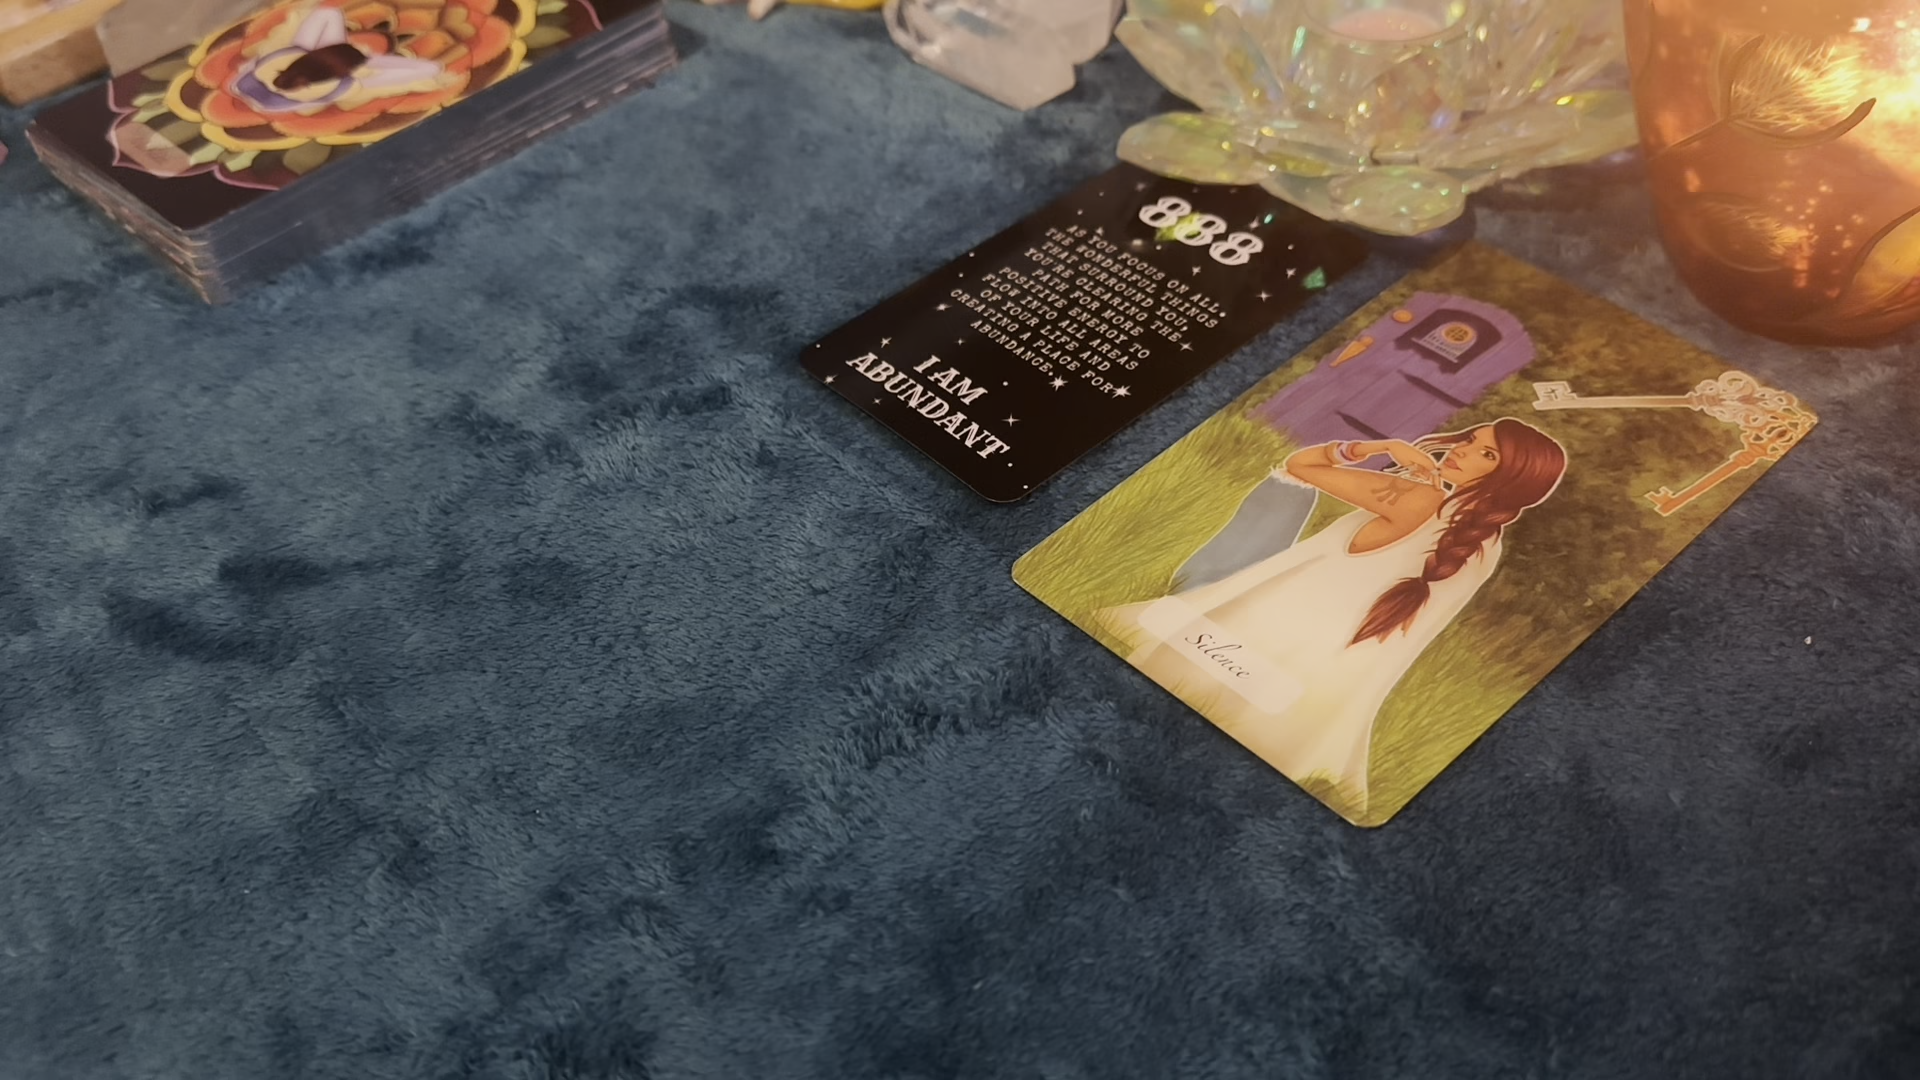 888
AS YOU FOCUS ON ALL
THE WONDERFUL THINGS
THAT SURROUND YOU,
YOU'RE CLEARING THE
PATH FOR MORE
POSITIVE ENERGY TO
FLOW INTO ALL AREAS
OF YOUR LIFE AND
CREATING A PLACE FOR
ABUNDANCE.
I AM
ABUNDANT
Silence